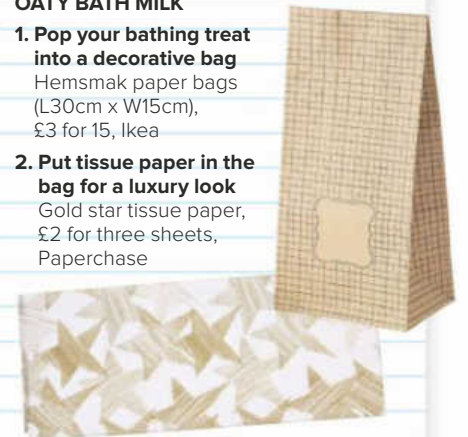 OATY BATH MILK
1. Pop your bathing treat
into a decorative bag
Hemsmak paper bags
(L30cm x W15cm),
£3 for 15, Ikea
2. Put tissue paper in the
bag for a luxury look
Gold star tissue paper,
£2 for three sheets,
Paperchase